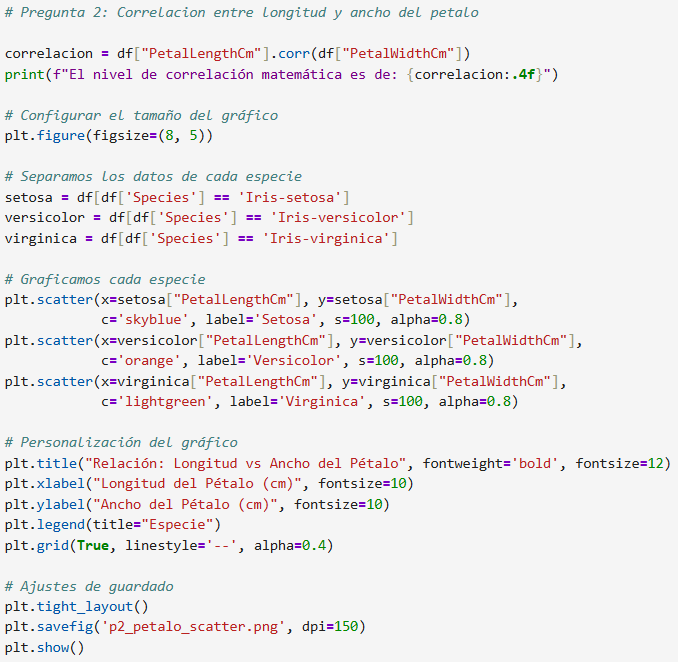 # Pregunta 2: Correlacion entre longitud y ancho del petalo

correlacion = df["PetalLengthCm"].corr(df["PetalWidthCm"])
print(f"El nivel de correlación matemática es de: {correlacion:.4f}")

# Configurar el tamaño del gráfico
plt.figure(figsize=(8, 5))

# Separamos los datos de cada especie
setosa = df[df['Species'] == 'Iris-setosa']
versicolor = df[df['Species'] == 'Iris-versicolor']
virginica = df[df['Species'] == 'Iris-virginica']

# Graficamos cada especie
plt.scatter(x=setosa["PetalLengthCm"], y=setosa["PetalWidthCm"],
            c='skyblue', label='Setosa', s=100, alpha=0.8)
plt.scatter(x=versicolor["PetalLengthCm"], y=versicolor["PetalWidthCm"],
            c='orange', label='Versicolor', s=100, alpha=0.8)
plt.scatter(x=virginica["PetalLengthCm"], y=virginica["PetalWidthCm"],
            c='lightgreen', label='Virginica', s=100, alpha=0.8)

# Personalización del gráfico
plt.title("Relación: Longitud vs Ancho del Pétalo", fontweight='bold', fontsize=12)
plt.xlabel("Longitud del Pétalo (cm)", fontsize=10)
plt.ylabel("Ancho del Pétalo (cm)", fontsize=10)
plt.legend(title="Especie")
plt.grid(True, linestyle='--', alpha=0.4)

# Ajustes de guardado
plt.tight_layout()
plt.savefig('p2_petalo_scatter.png', dpi=150)
plt.show()